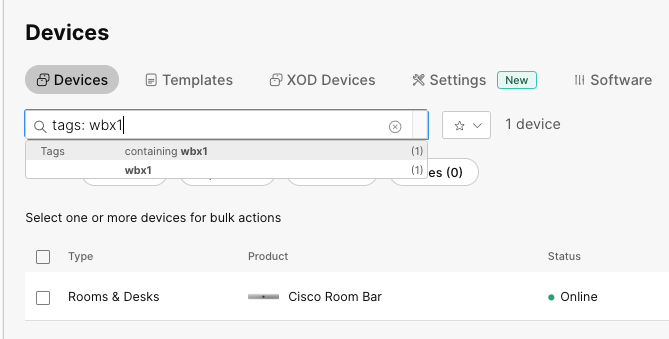 Devices
Devices Templates XOD Devices Settings New Software
tags: wbx1 1 device
Tags containing wbx1 (1)
wbx1 (1)
es (0)
Select one or more devices for bulk actions
Type Product Status
Rooms & Desks Cisco Room Bar Online